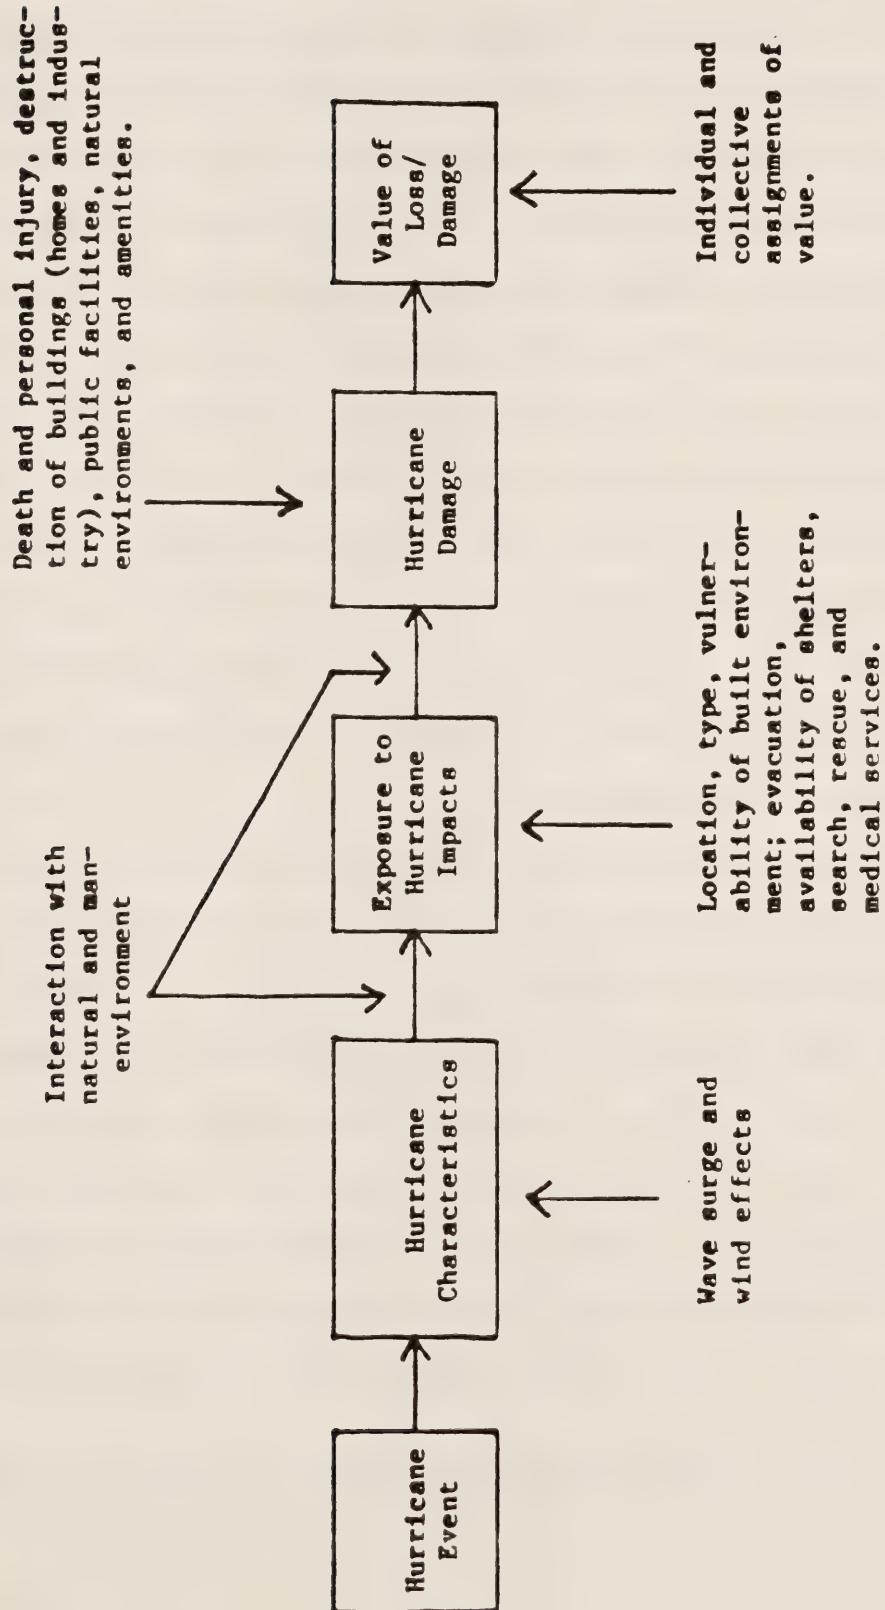 Death and personal injury, destruc-
tion of buildings (homes and indus-
try), public facilities, natural
environments, and amenities.
Interaction with
natural and man-
environment
Hurricane
Event
Hurricane
Characteristics
Exposure to
Hurricane
Impacts
Hurricane
Damage
Value of
Loss/
Damage
Wave surge and
wind effects
Location, type, vulner-
ability of built environ-
ment; evacuation,
availability of shelters,
search, rescue, and
medical services.
Individual and
collective
assignments of
value.